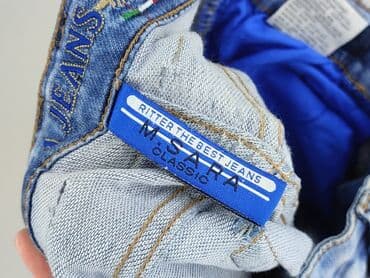 JEANS
RITTER THE BEST JEANS
M.SARA
CLASSIC